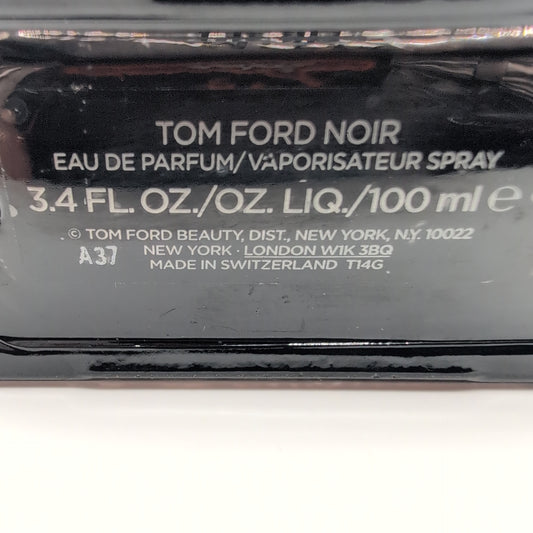 TOM FORD NOIR
EAU DE PARFUM/VAPORISATEUR SPRAY
3.4 FL. OZ./OZ. LIQ./100 ml ℮
© TOM FORD BEAUTY, DIST., NEW YORK, N.Y. 10022
A37 NEW YORK · LONDON W1K 3BQ
MADE IN SWITZERLAND T14G